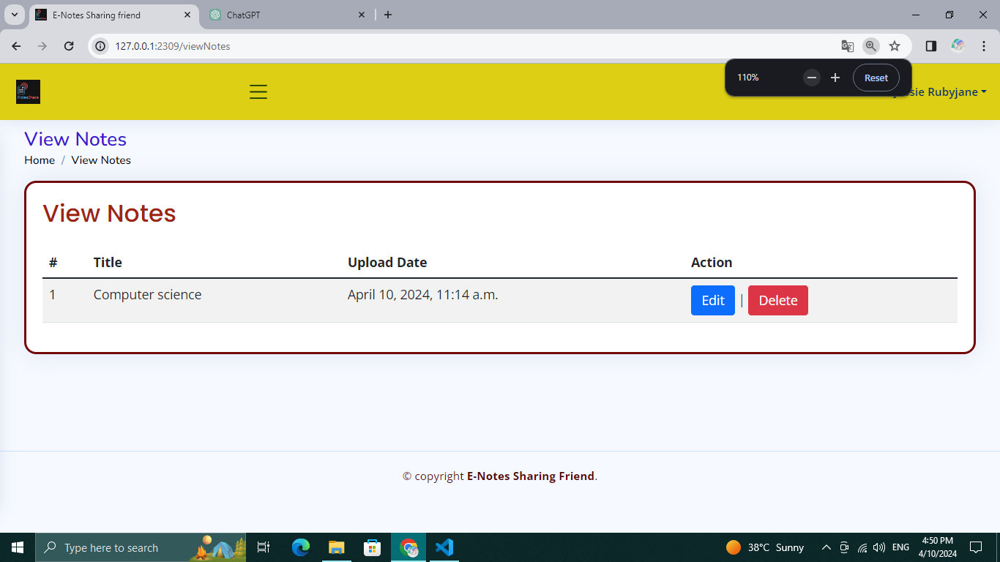 E-Notes Sharing friend
ChatGPT
127.0.0.1:2309/viewNotes
110%
Reset
NotesShare
Rubyjane
View Notes
Home / View Notes
View Notes
# Title Upload Date Action
1 Computer science April 10, 2024, 11:14 a.m. Edit | Delete
© copyright E-Notes Sharing Friend.
Type here to search
38°C Sunny
ENG
4:50 PM
4/10/2024